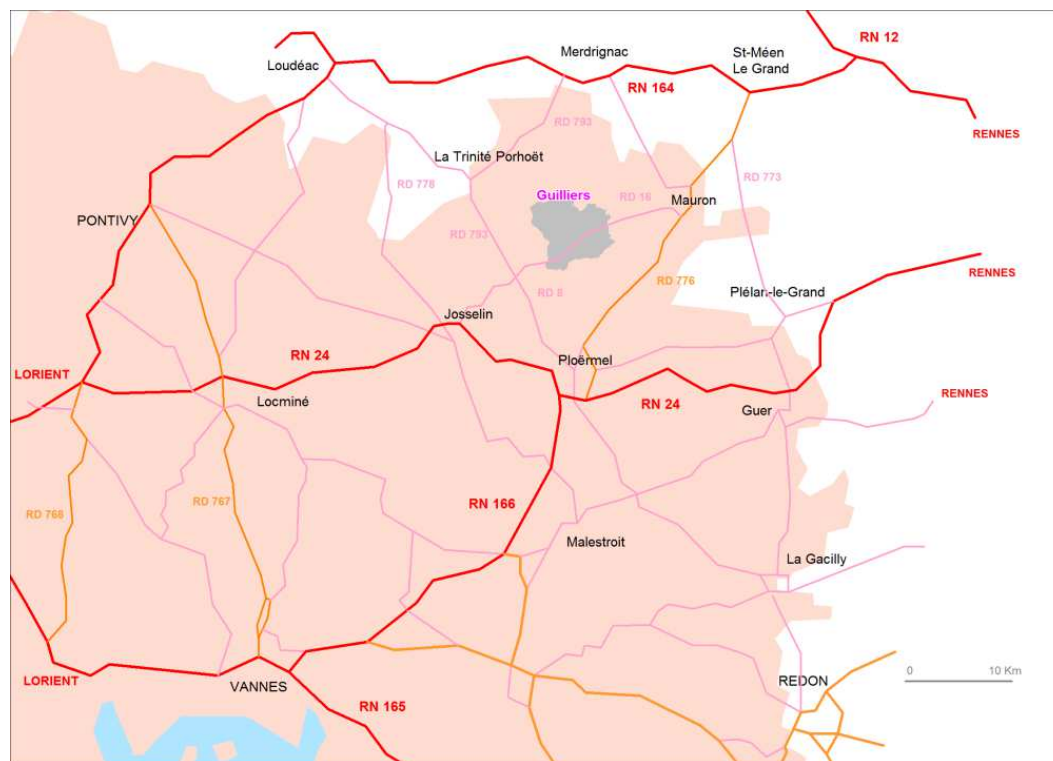 RN 12
Merdrignac
St-Méen
Le Grand
Loudéac
RN 164
RENNES
RD 793
La Trinité Porhoët
RD 778
RD 773
Guilliers
RD 16
Mauron
PONTIVY
RD 793
RENNES
RD 776
RD 8
Plélan-le-Grand
Josselin
RN 24
Ploërmel
LORIENT
RENNES
Locminé
RN 24
Guer
RN 166
RD 768
RD 767
Malestroit
La Gacilly
0 10 Km
LORIENT
VANNES
REDON
RN 165